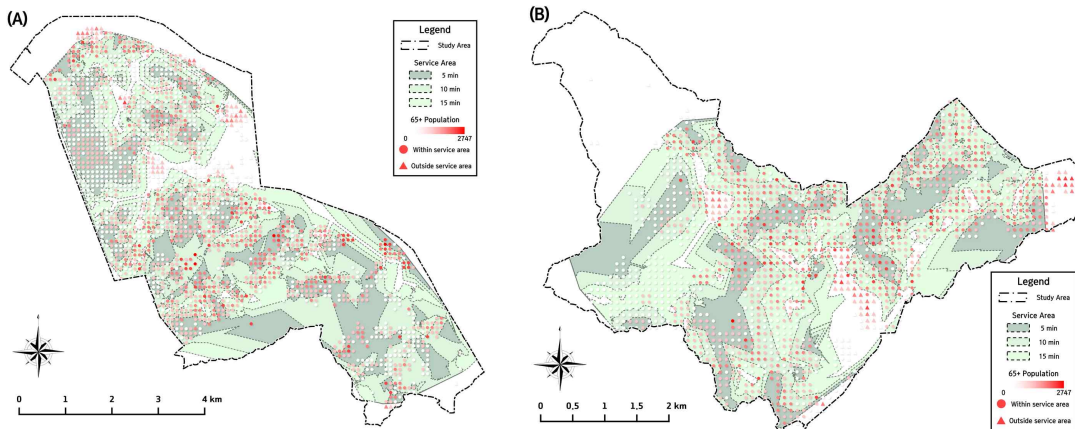 (A)
Legend
Study Area
Service Area
5 min
10 min
15 min
65+ Population
0 2747
Within service area
Outside service area
0 1 2 3 4 km
(B)
Legend
Study Area
Service Area
5 min
10 min
15 min
65+ Population
0 2747
Within service area
Outside service area
0 0,5 1 2 km